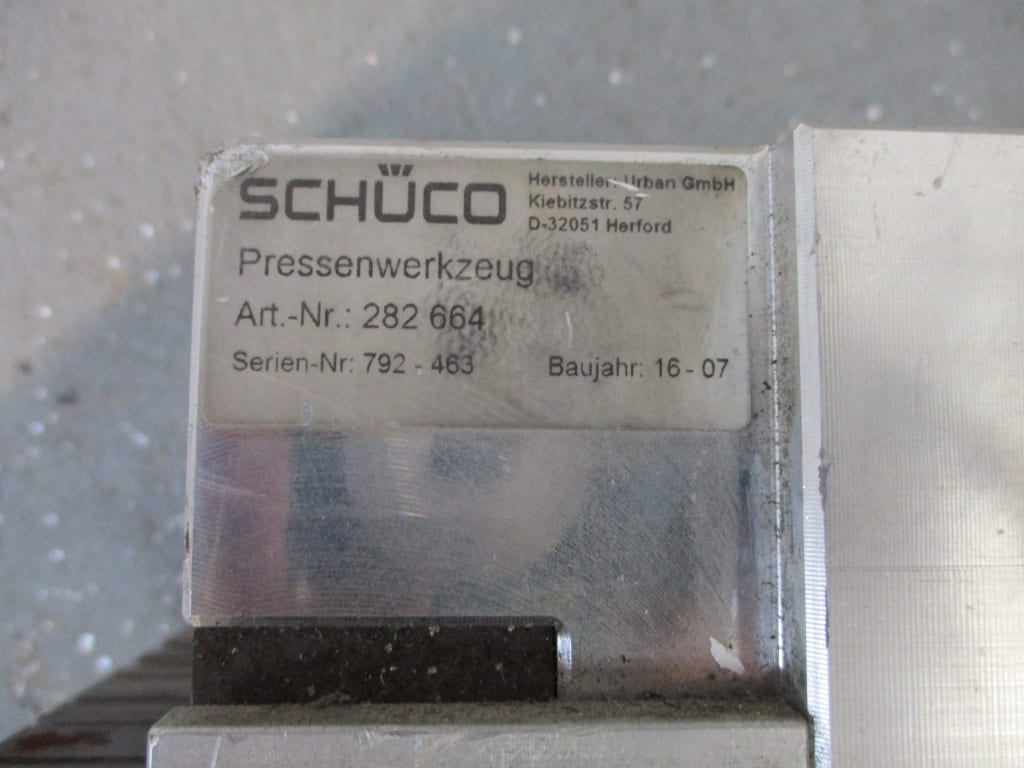 SCHÜCO
Hersteller: Urban GmbH
Kiebitzstr. 57
D-32051 Herford
Pressenwerkzeug
Art.-Nr.: 282 664
Serien-Nr: 792 - 463 Baujahr: 16 - 07